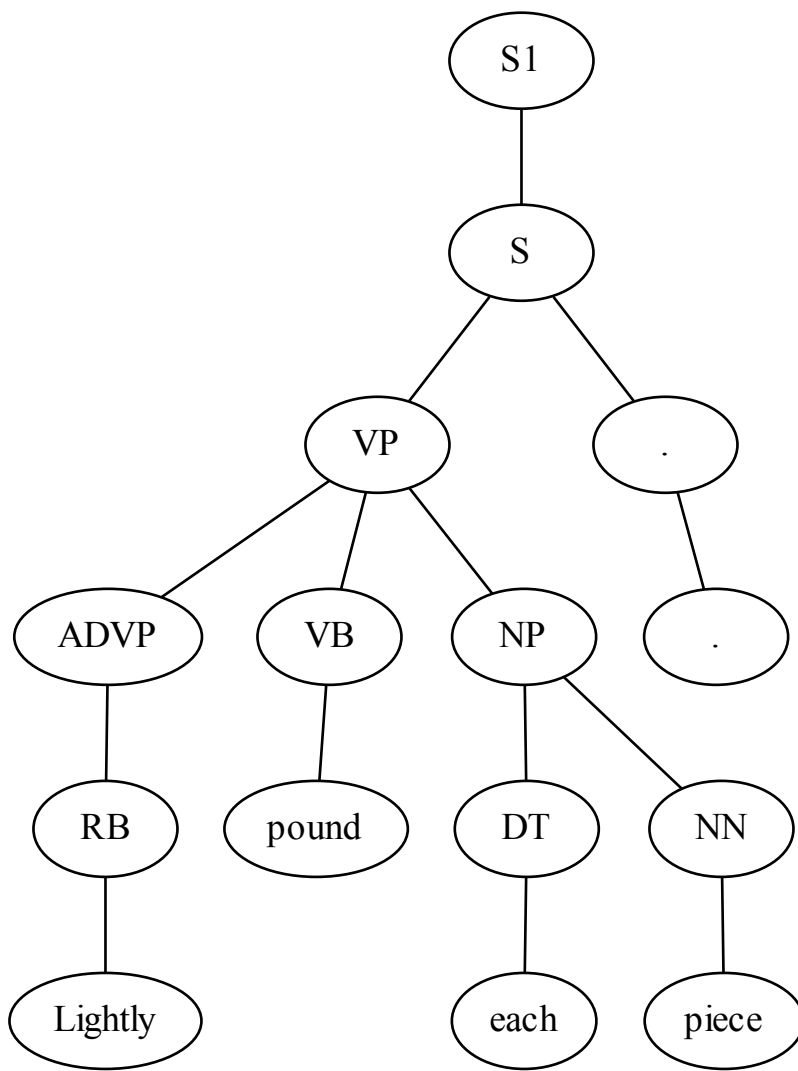 S1
S
VP .
ADVP VB NP .
RB pound DT NN
Lightly each piece